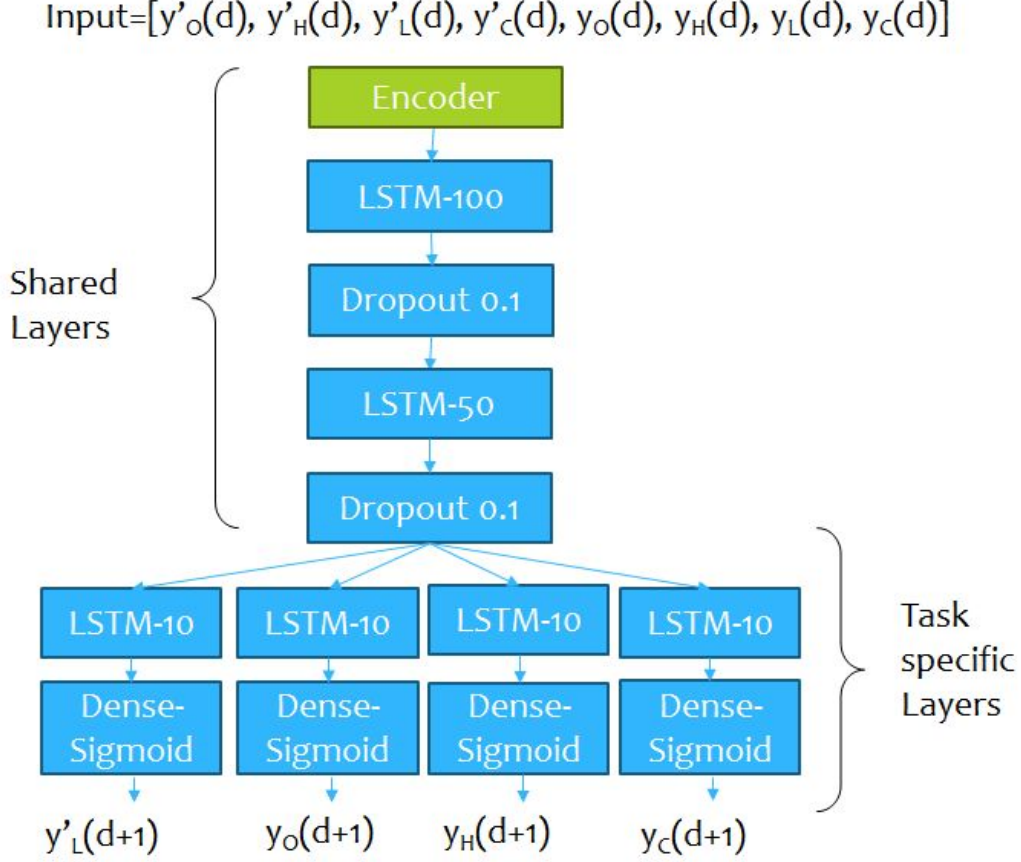 Input=[y'O(d), y'H(d), y'L(d), y'C(d), yO(d), yH(d), yL(d), yC(d)]
Encoder
LSTM-100
Shared
Layers
Dropout 0.1
LSTM-50
Dropout 0.1
LSTM-10 LSTM-10 LSTM-10 LSTM-10
Task
specific
Layers
Dense- Dense- Dense- Dense-
Sigmoid Sigmoid Sigmoid Sigmoid
y'L(d+1) yO(d+1) yH(d+1) yC(d+1)